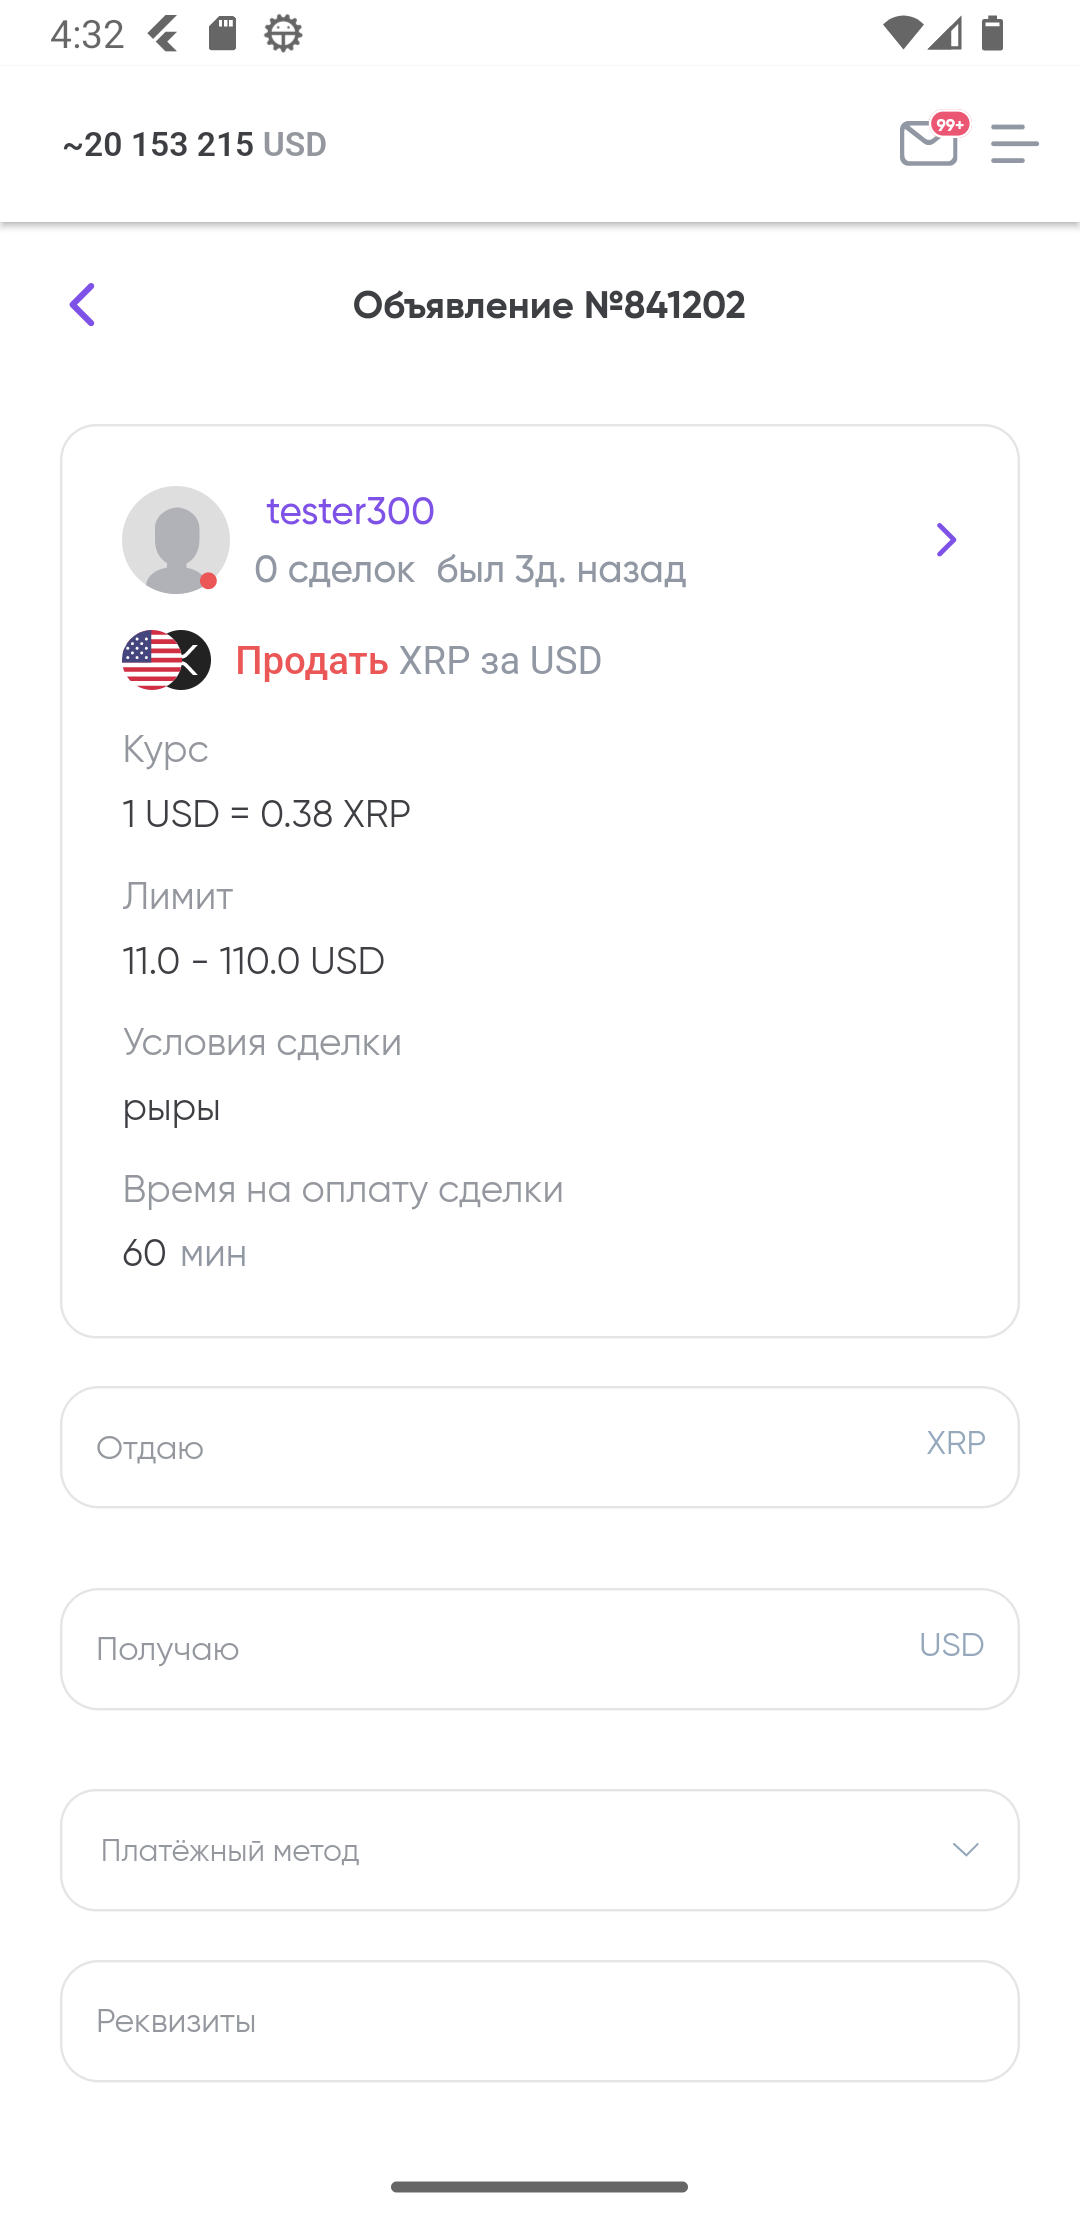 4:32
~20 153 215 USD
99+
Объявление №841202
tester300
0 сделок был 3д. назад
Продать XRP за USD
Курс
1 USD = 0.38 XRP
Лимит
11.0 - 110.0 USD
Условия сделки
рыры
Время на оплату сделки
60 мин
Отдаю XRP
Получаю USD
Платёжный метод
Реквизиты